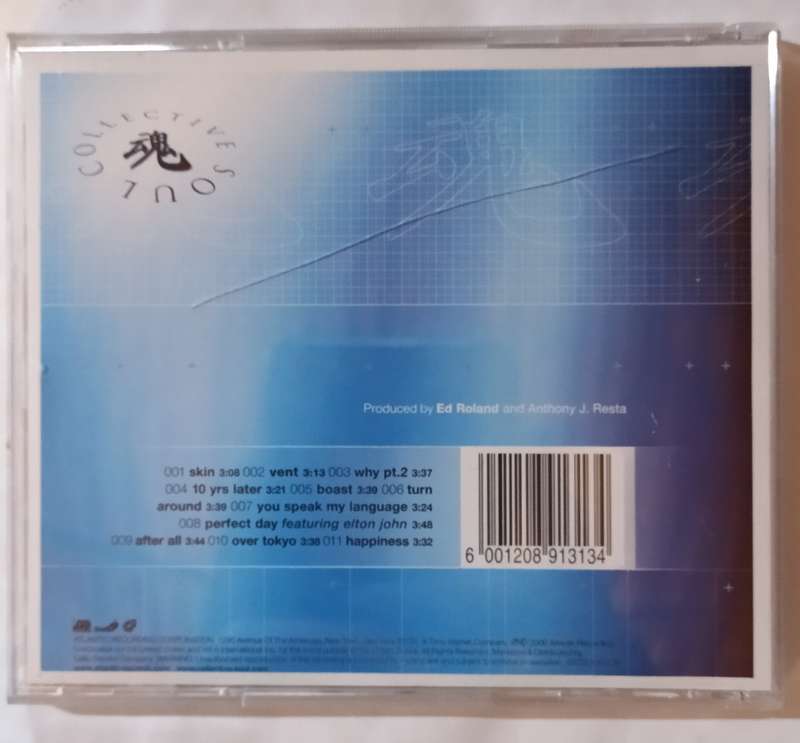 COLLECTIVE SOUL
魂
Produced by Ed Roland and Anthony J. Resta
001 skin 3:08 002 vent 3:13 003 why pt.2 3:37
004 10 yrs later 3:21 005 boast 3:39 006 turn
around 3:39 007 you speak my language 3:24
008 perfect day featuring elton john 3:48
009 after all 3:44 010 over tokyo 3:38 011 happiness 3:32
6 001208 913134